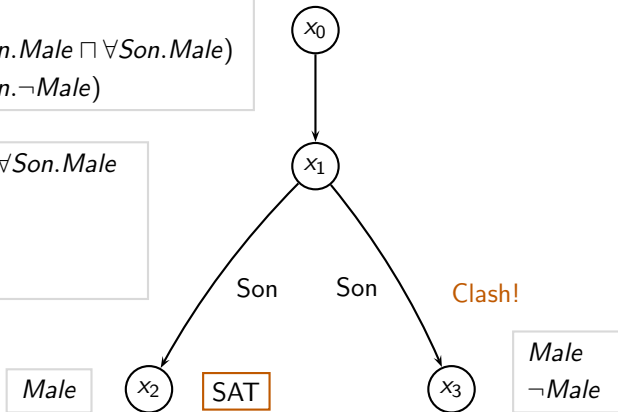 x₀
n.Male ⊓ ∀Son.Male)
n.¬Male)
∀Son.Male
x₁
Son Son Clash!
Male
Male x₂ SAT x₃ ¬Male